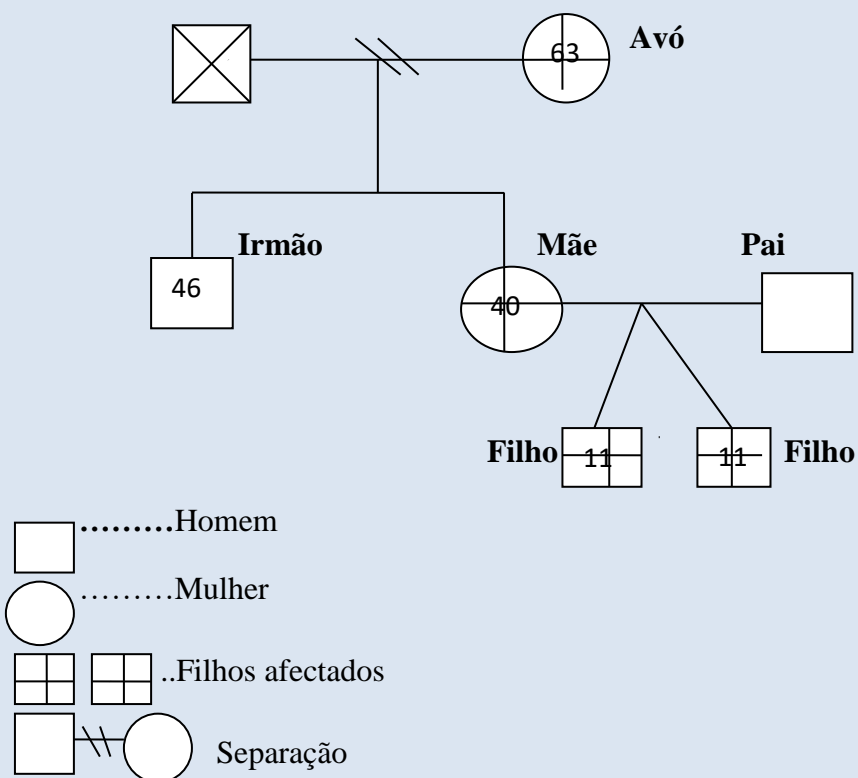 63 Avó
Irmão Mãe Pai
46
40
Filho 11 11 Filho
.........Homem
.........Mulher
..Filhos afectados
Separação